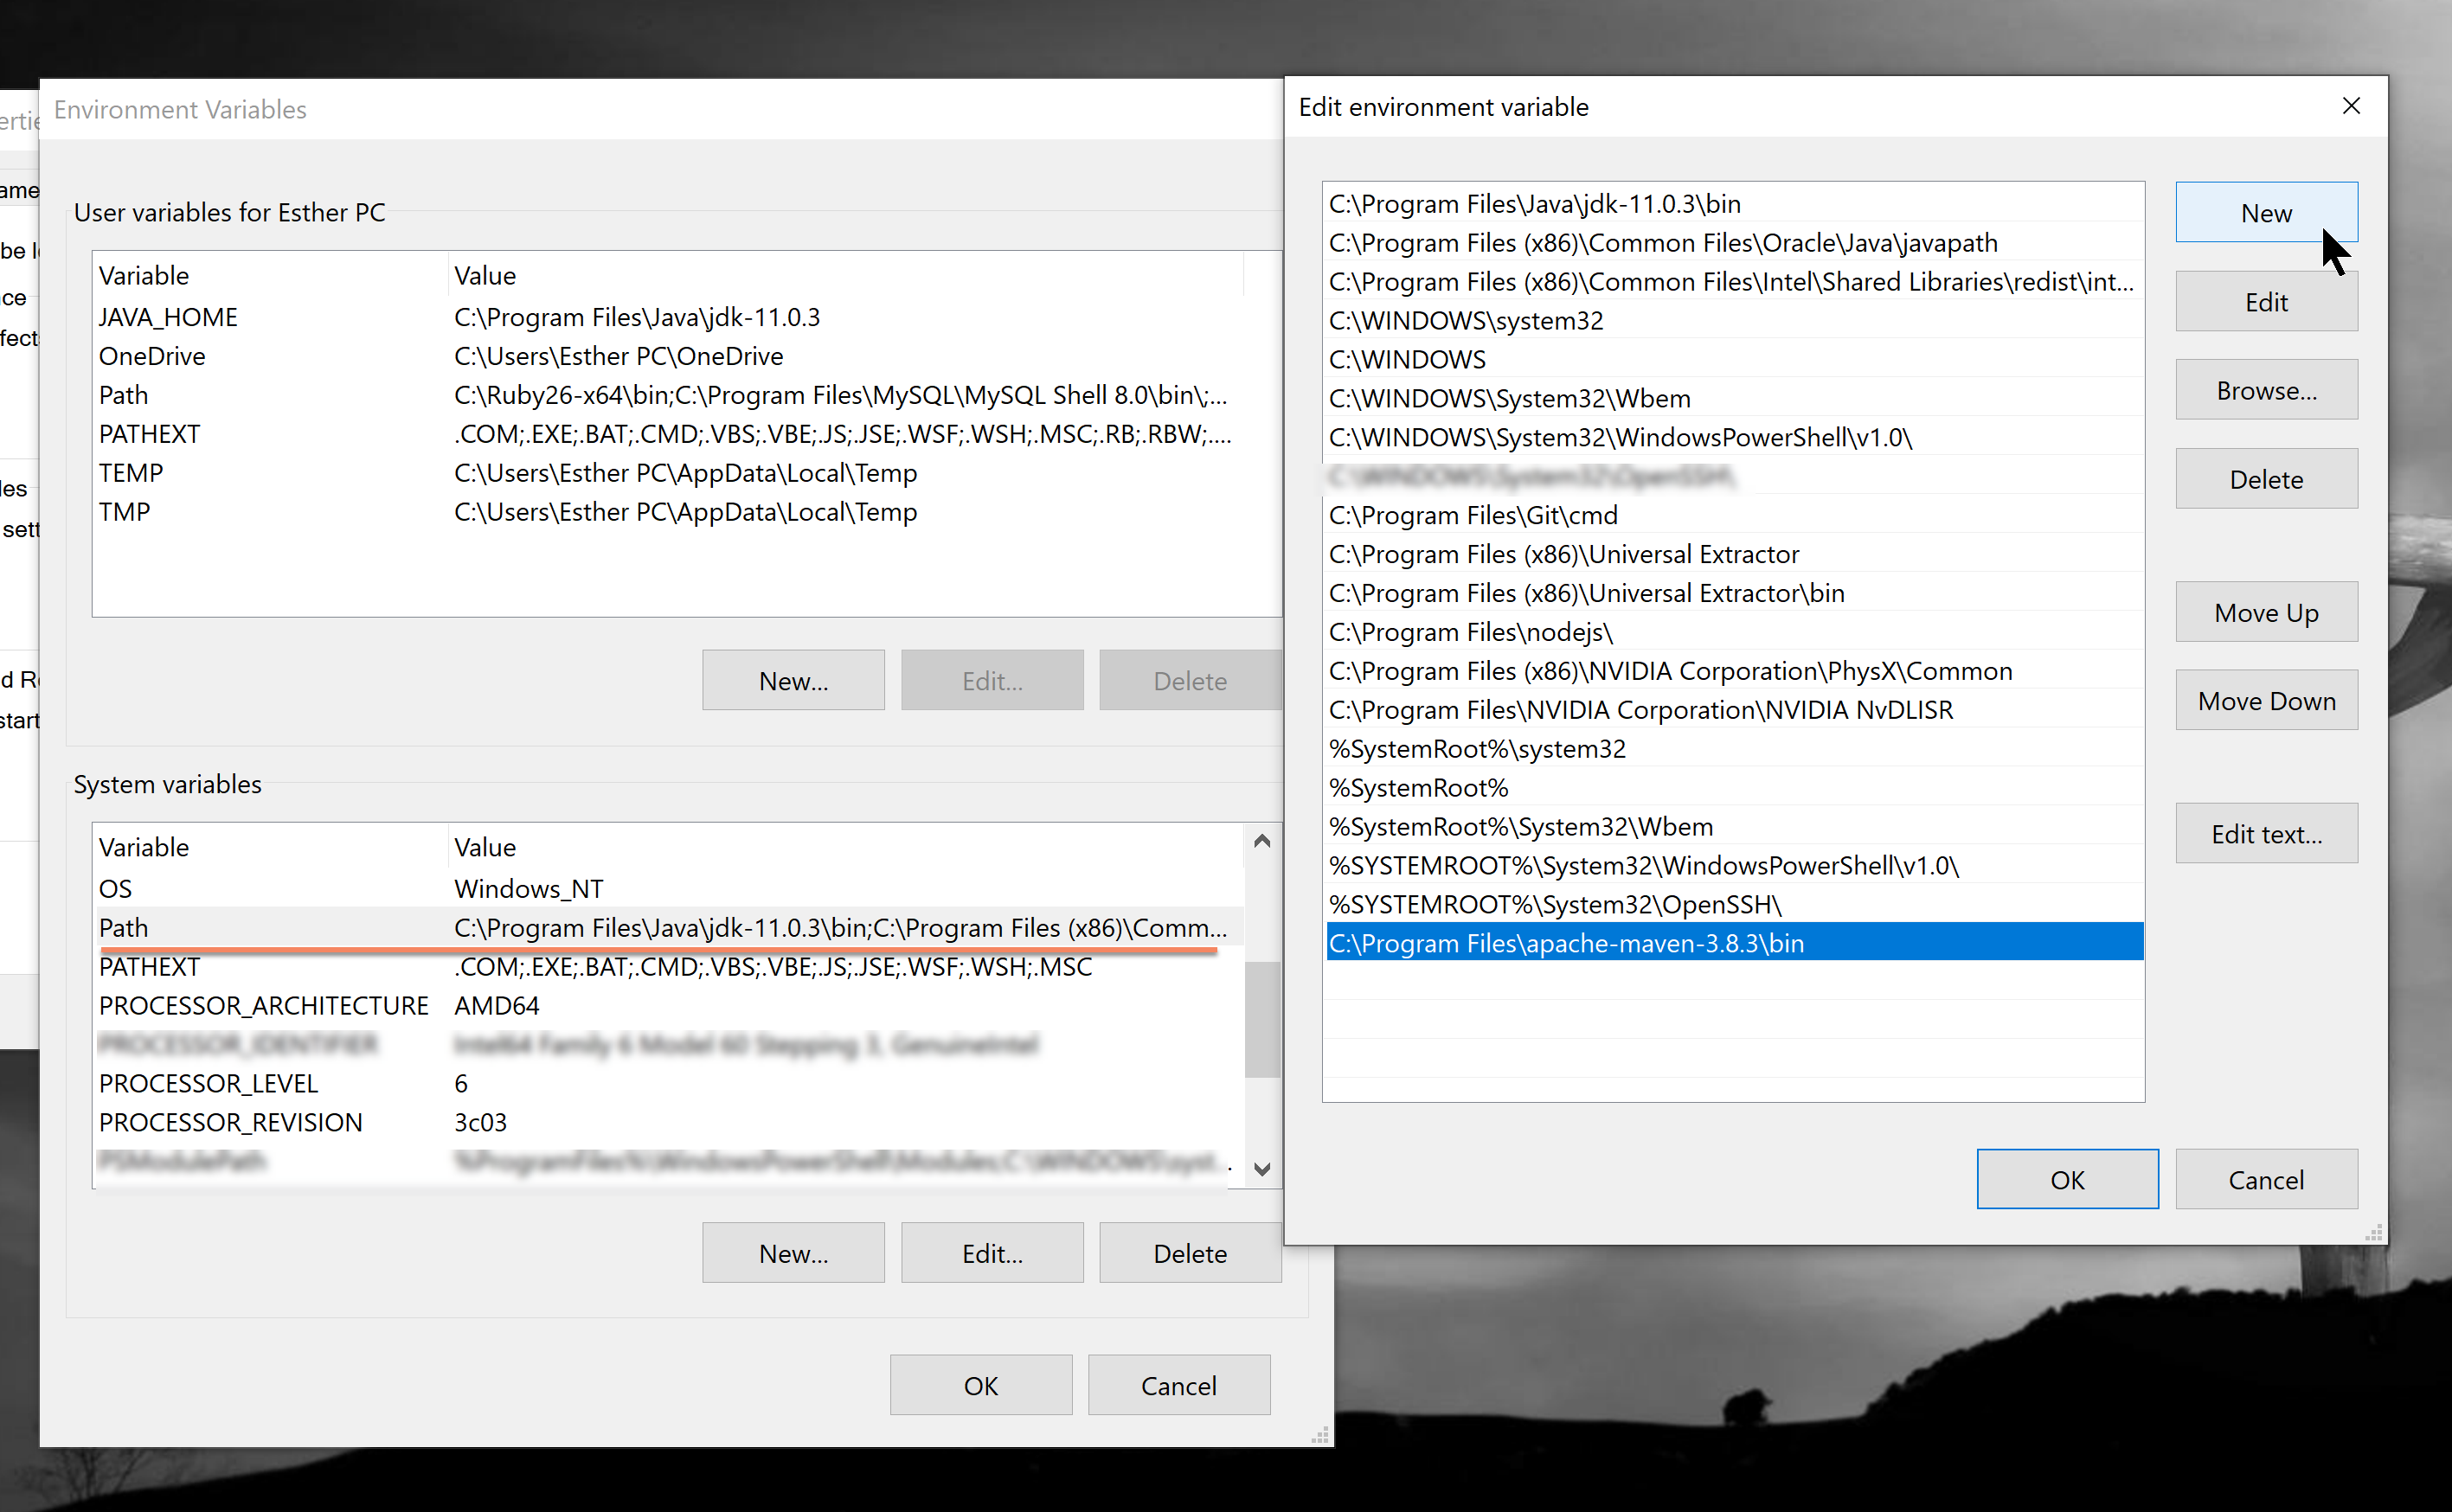 ertie
ame
be l
ce
fect
les
sett
d R
start
Environment Variables
User variables for Esther PC
Variable Value
JAVA_HOME C:\Program Files\Java\jdk-11.0.3
OneDrive C:\Users\Esther PC\OneDrive
Path C:\Ruby26-x64\bin;C:\Program Files\MySQL\MySQL Shell 8.0\bin\;...
PATHEXT .COM;.EXE;.BAT;.CMD;.VBS;.VBE;.JS;.JSE;.WSF;.WSH;.MSC;.RB;.RBW;....
TEMP C:\Users\Esther PC\AppData\Local\Temp
TMP C:\Users\Esther PC\AppData\Local\Temp
New... Edit... Delete
System variables
Variable Value
OS Windows_NT
Path C:\Program Files\Java\jdk-11.0.3\bin;C:\Program Files (x86)\Comm...
PATHEXT .COM;.EXE;.BAT;.CMD;.VBS;.VBE;.JS;.JSE;.WSF;.WSH;.MSC
PROCESSOR_ARCHITECTURE AMD64
PROCESSOR_LEVEL 6
PROCESSOR_REVISION 3c03
New... Edit... Delete
OK Cancel
Edit environment variable
C:\Program Files\Java\jdk-11.0.3\bin
C:\Program Files (x86)\Common Files\Oracle\Java\javapath
C:\Program Files (x86)\Common Files\Intel\Shared Libraries\redist\int...
C:\WINDOWS\system32
C:\WINDOWS
C:\WINDOWS\System32\Wbem
C:\WINDOWS\System32\WindowsPowerShell\v1.0\
C:\Program Files\Git\cmd
C:\Program Files (x86)\Universal Extractor
C:\Program Files (x86)\Universal Extractor\bin
C:\Program Files\nodejs\
C:\Program Files (x86)\NVIDIA Corporation\PhysX\Common
C:\Program Files\NVIDIA Corporation\NVIDIA NvDLISR
%SystemRoot%\system32
%SystemRoot%
%SystemRoot%\System32\Wbem
%SYSTEMROOT%\System32\WindowsPowerShell\v1.0\
%SYSTEMROOT%\System32\OpenSSH\
C:\Program Files\apache-maven-3.8.3\bin
New
Edit
Browse...
Delete
Move Up
Move Down
Edit text...
OK Cancel